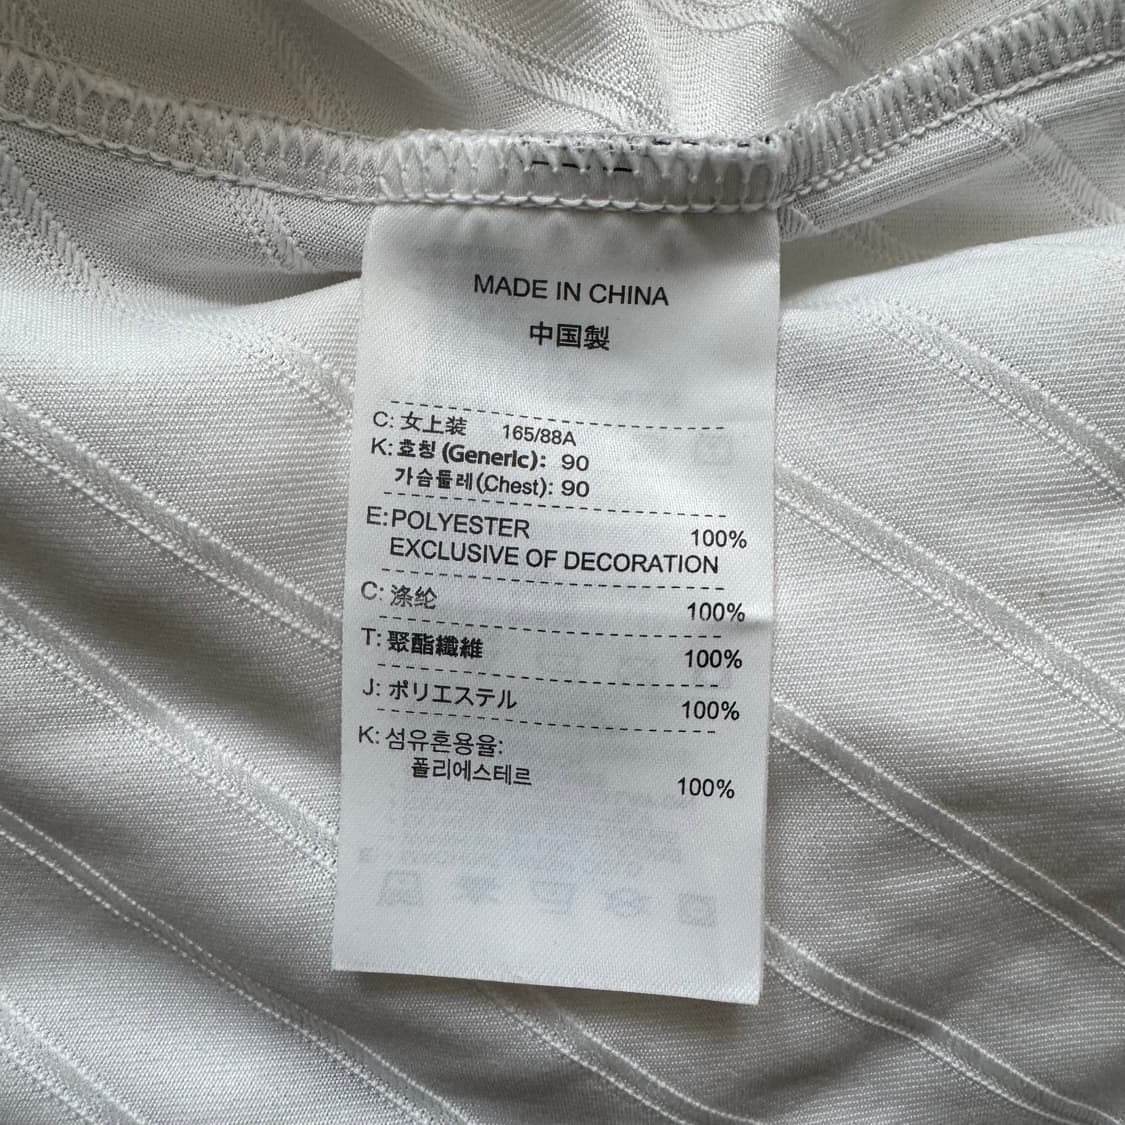 MADE IN CHINA
中国製
C: 女上装 165/88A
K: 호칭 (Generic): 90
가슴둘레(Chest): 90
E: POLYESTER 100%
EXCLUSIVE OF DECORATION
C: 涤纶 100%
T: 聚酯纖維 100%
J: ポリエステル 100%
K: 섬유혼용율:
폴리에스테르 100%